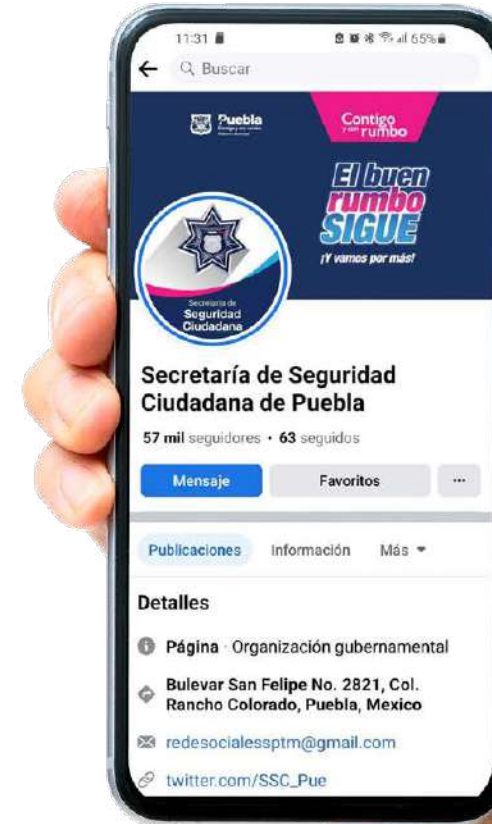 11:31
65%
Buscar
Puebla
Contigo
y con rumbo
El buen
rumbo
SIGUE
¡Y vamos por más!
Secretaría de
Seguridad
Ciudadana
Secretaría de Seguridad
Ciudadana de Puebla
57 mil seguidores • 63 seguidos
Mensaje
Favoritos
...
Publicaciones
Información
Más
Detalles
Página · Organización gubernamental
Bulevar San Felipe No. 2821, Col.
Rancho Colorado, Puebla, Mexico
redesocialessptm@gmail.com
twitter.com/SSC_Pue